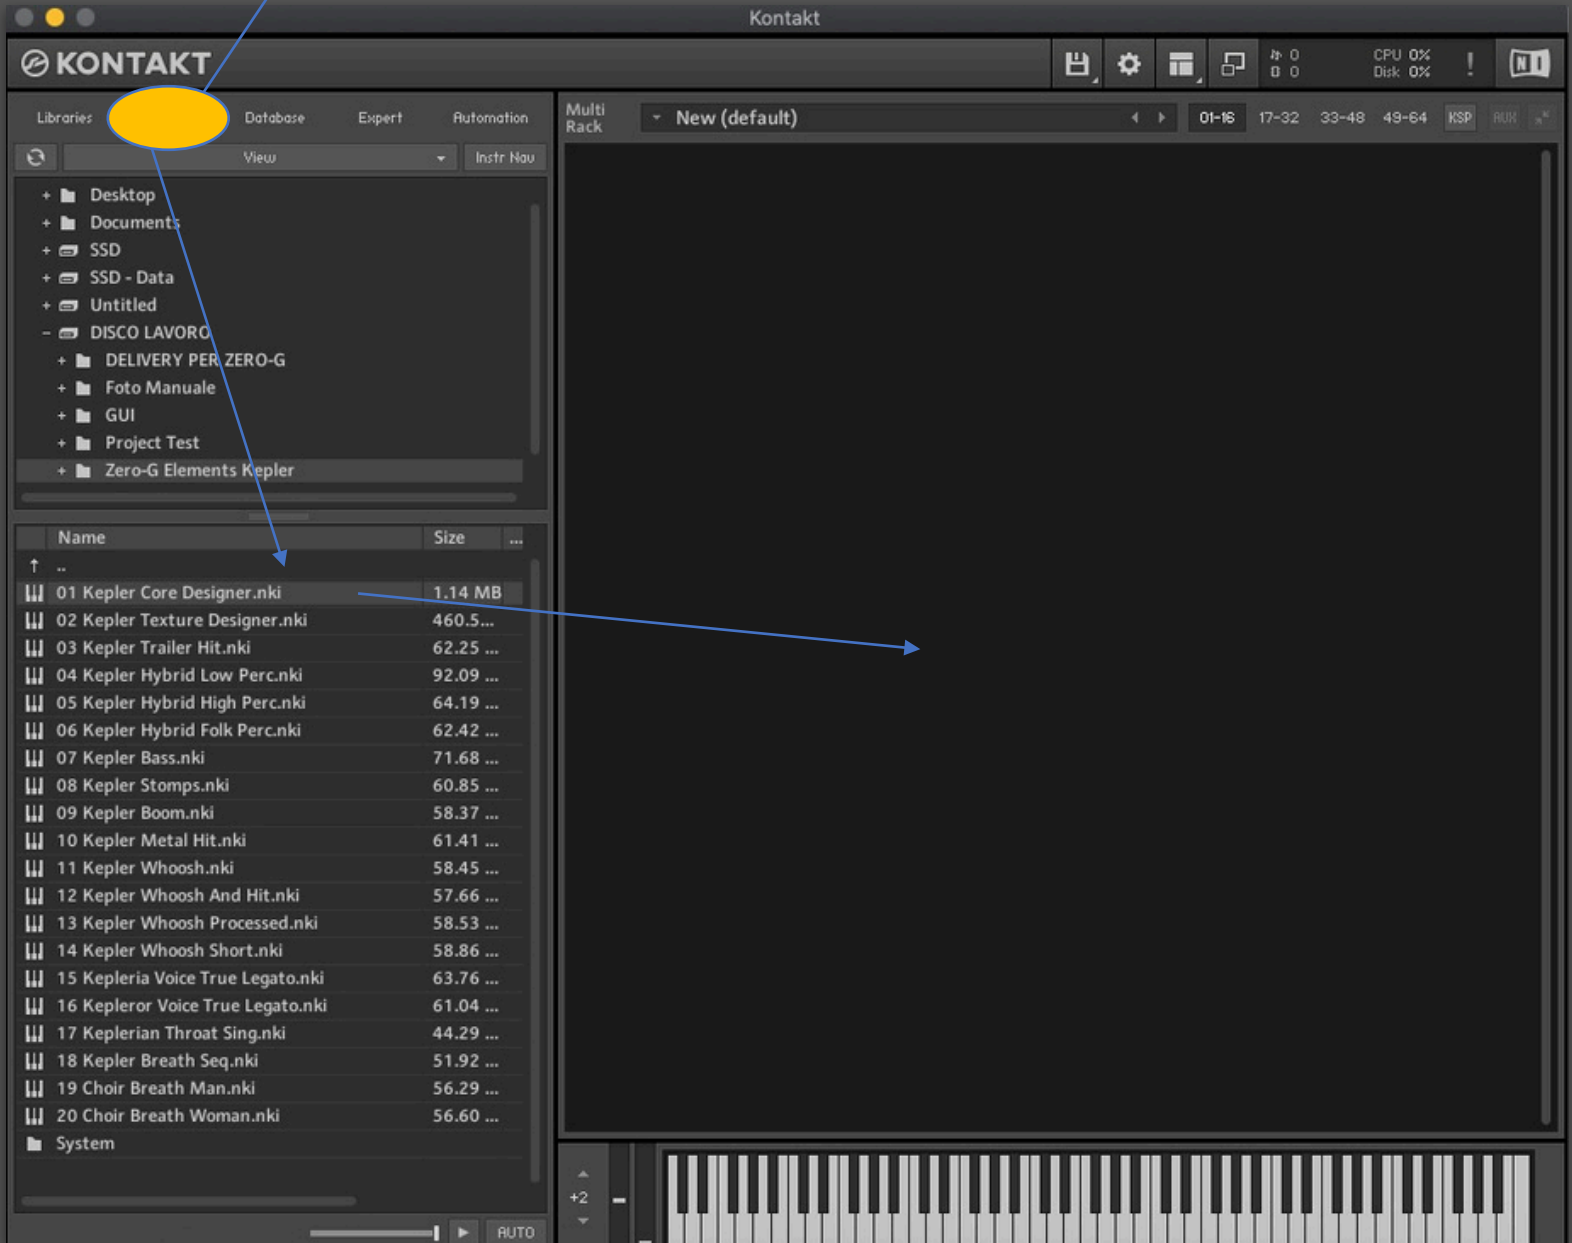 Kontakt
KONTAKT
0
0
CPU 0%
Disk 0%
!
NI
Libraries Database Expert Automation
View Instr Nav
Multi Rack New (default) 01-16 17-32 33-48 49-64 KSP AUX
+ Desktop
+ Documents
+ SSD
+ SSD - Data
+ Untitled
- DISCO LAVORO
+ DELIVERY PER ZERO-G
+ Foto Manuale
+ GUI
+ Project Test
+ Zero-G Elements Kepler
Name Size ...
↑ ..
01 Kepler Core Designer.nki 1.14 MB
02 Kepler Texture Designer.nki 460.5...
03 Kepler Trailer Hit.nki 62.25 ...
04 Kepler Hybrid Low Perc.nki 92.09 ...
05 Kepler Hybrid High Perc.nki 64.19 ...
06 Kepler Hybrid Folk Perc.nki 62.42 ...
07 Kepler Bass.nki 71.68 ...
08 Kepler Stomps.nki 60.85 ...
09 Kepler Boom.nki 58.37 ...
10 Kepler Metal Hit.nki 61.41 ...
11 Kepler Whoosh.nki 58.45 ...
12 Kepler Whoosh And Hit.nki 57.66 ...
13 Kepler Whoosh Processed.nki 58.53 ...
14 Kepler Whoosh Short.nki 58.86 ...
15 Kepleria Voice True Legato.nki 63.76 ...
16 Kepleror Voice True Legato.nki 61.04 ...
17 Keplerian Throat Sing.nki 44.29 ...
18 Kepler Breath Seq.nki 51.92 ...
19 Choir Breath Man.nki 56.29 ...
20 Choir Breath Woman.nki 56.60 ...
System
+2
AUTO